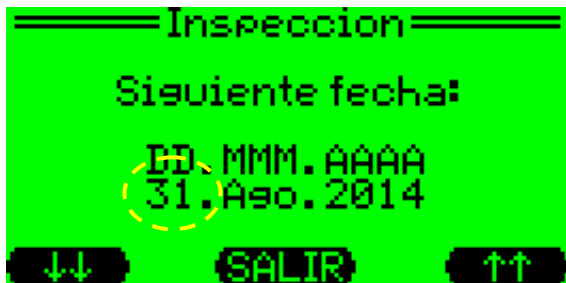 Inspeccion
Siguiente fecha:
DD.MMM.AAAA
31.Ago.2014
↓↓ SALIR ↑↑